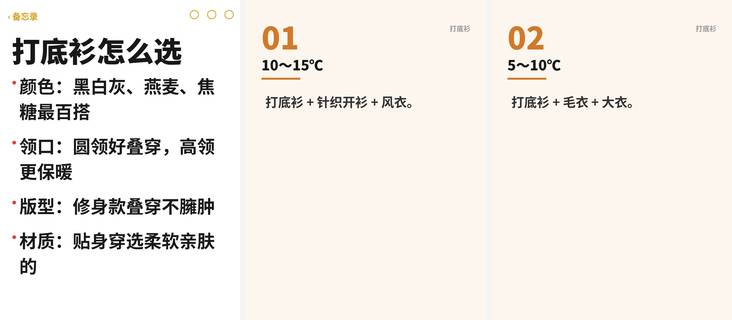 ‹备忘录
打底衫怎么选
颜色：黑白灰、燕麦、焦
糖最百搭
领口：圆领好叠穿，高领
更保暖
版型：修身款叠穿不臃肿
材质：贴身穿选柔软亲肤
的
01
打底衫
10～15℃
打底衫 + 针织开衫 + 风衣。
02
打底衫
5～10℃
打底衫 + 毛衣 + 大衣。